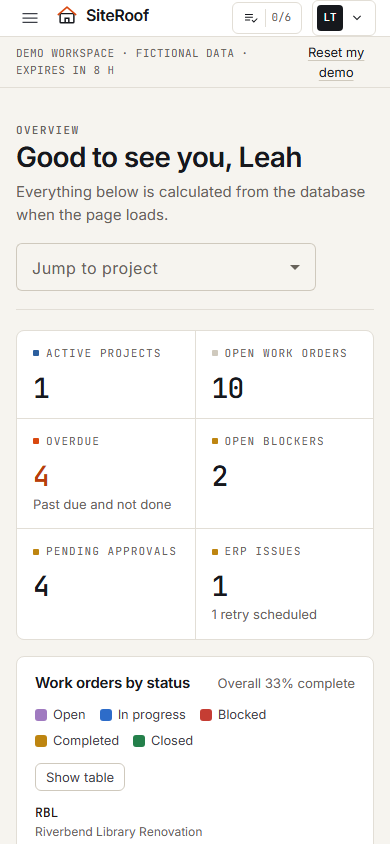 SiteRoof
0/6
LT
DEMO WORKSPACE · FICTIONAL DATA ·
EXPIRES IN 8 H
Reset my
demo
OVERVIEW
Good to see you, Leah
Everything below is calculated from the database
when the page loads.
Jump to project
ACTIVE PROJECTS
1
OPEN WORK ORDERS
10
OVERDUE
4
Past due and not done
OPEN BLOCKERS
2
PENDING APPROVALS
4
ERP ISSUES
1
1 retry scheduled
Work orders by status
Overall 33% complete
Open
In progress
Blocked
Completed
Closed
Show table
RBL
Riverbend Library Renovation